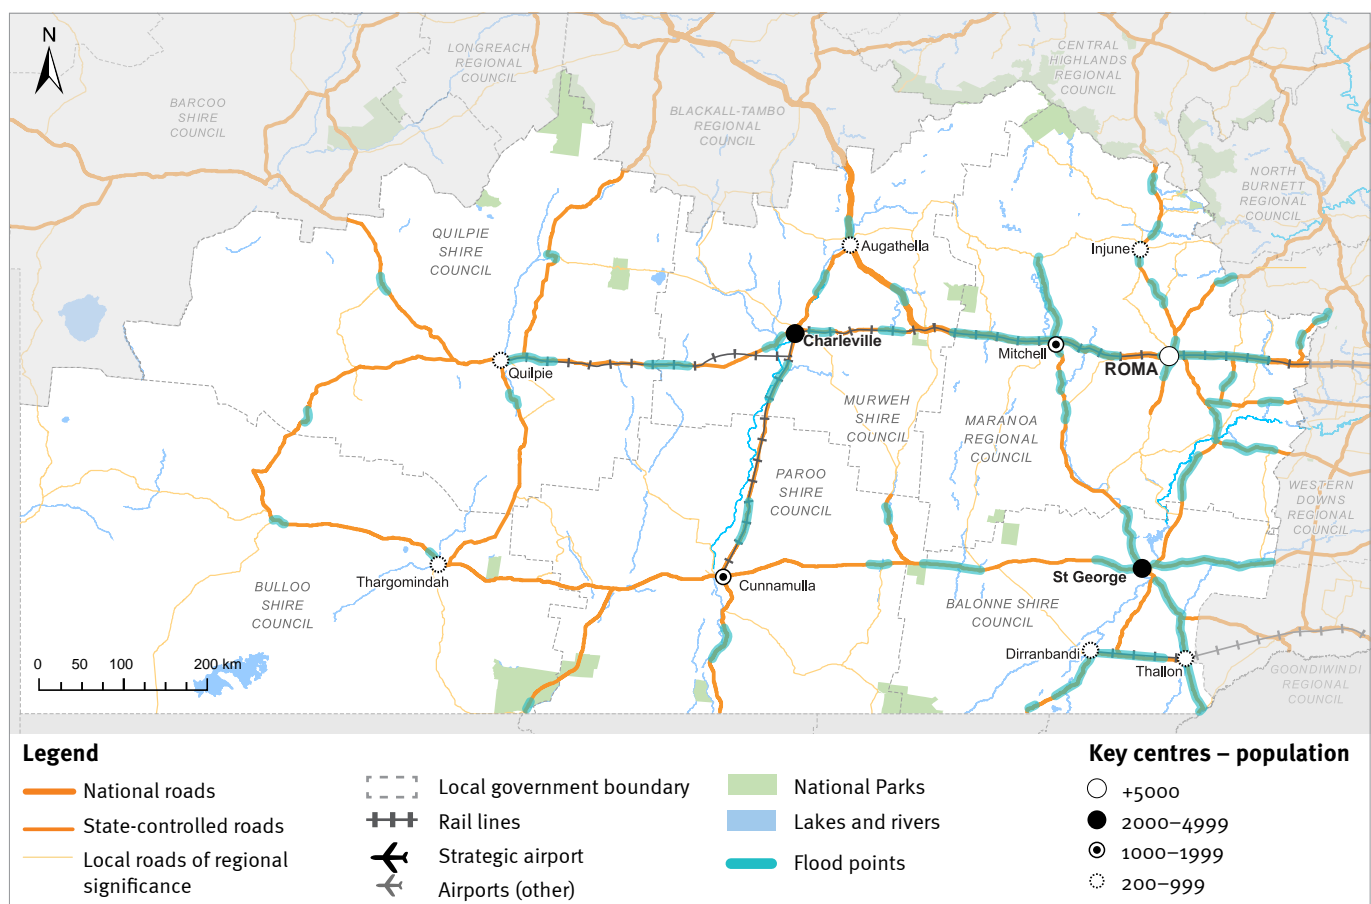 N
LONGREACH
REGIONAL
COUNCIL
CENTRAL
HIGHLANDS
REGIONAL
COUNCIL
BARCOO
SHIRE
COUNCIL
BLACKALL-TAMBO
REGIONAL
COUNCIL
NORTH
BURNETT
REGIONAL
COUNCIL
QUILPIE
SHIRE
COUNCIL
Augathella
Injune
Charleville
Mitchell
ROMA
Quilpie
MURWEH
SHIRE
COUNCIL
MARANOA
REGIONAL
COUNCIL
PAROO
SHIRE
COUNCIL
WESTERN
DOWNS
REGIONAL
COUNCIL
Thargomindah
St George
Cunnamulla
BULLOO
SHIRE
COUNCIL
BALONNE SHIRE
COUNCIL
Dirranbandi
Thallon
GOONDIWINDI
REGIONAL
COUNCIL
0 50 100 200 km
Legend
National roads
State-controlled roads
Local roads of regional
significance
Local government boundary
Rail lines
Strategic airport
Airports (other)
National Parks
Lakes and rivers
Flood points
Key centres – population
+5000
2000–4999
1000–1999
200–999